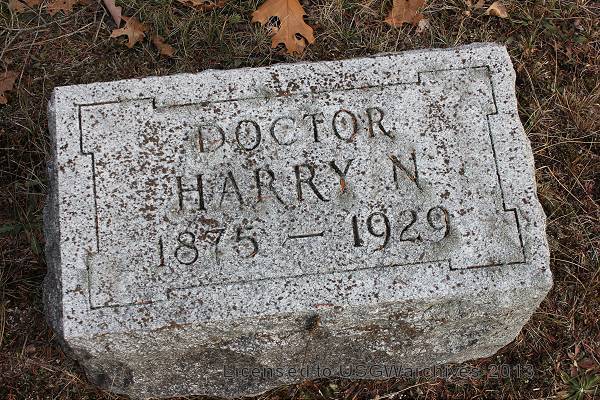 DOCTOR
HARRY N
1875 – 1929
Licensed to USGWarchives 2013